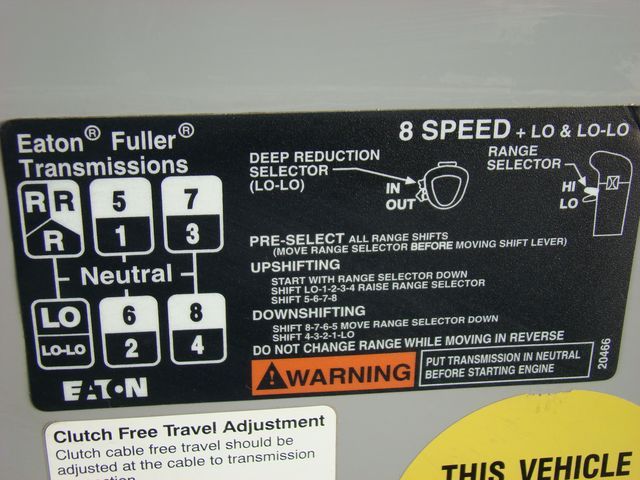 Eaton® Fuller®
Transmissions
8 SPEED + LO & LO-LO
DEEP REDUCTION
SELECTOR
(LO-LO)
IN
OUT
RANGE
SELECTOR
HI
LO
R R
R
5
1
7
3
Neutral
LO
LO-LO
6
2
8
4
EATON
PRE-SELECT ALL RANGE SHIFTS
(MOVE RANGE SELECTOR BEFORE MOVING SHIFT LEVER)
UPSHIFTING
START WITH RANGE SELECTOR DOWN
SHIFT LO-1-2-3-4 RAISE RANGE SELECTOR
SHIFT 5-6-7-8
DOWNSHIFTING
SHIFT 8-7-6-5 MOVE RANGE SELECTOR DOWN
SHIFT 4-3-2-1-LO
DO NOT CHANGE RANGE WHILE MOVING IN REVERSE
WARNING
PUT TRANSMISSION IN NEUTRAL
BEFORE STARTING ENGINE
20466
Clutch Free Travel Adjustment
Clutch cable free travel should be
adjusted at the cable to transmission
THIS VEHICLE